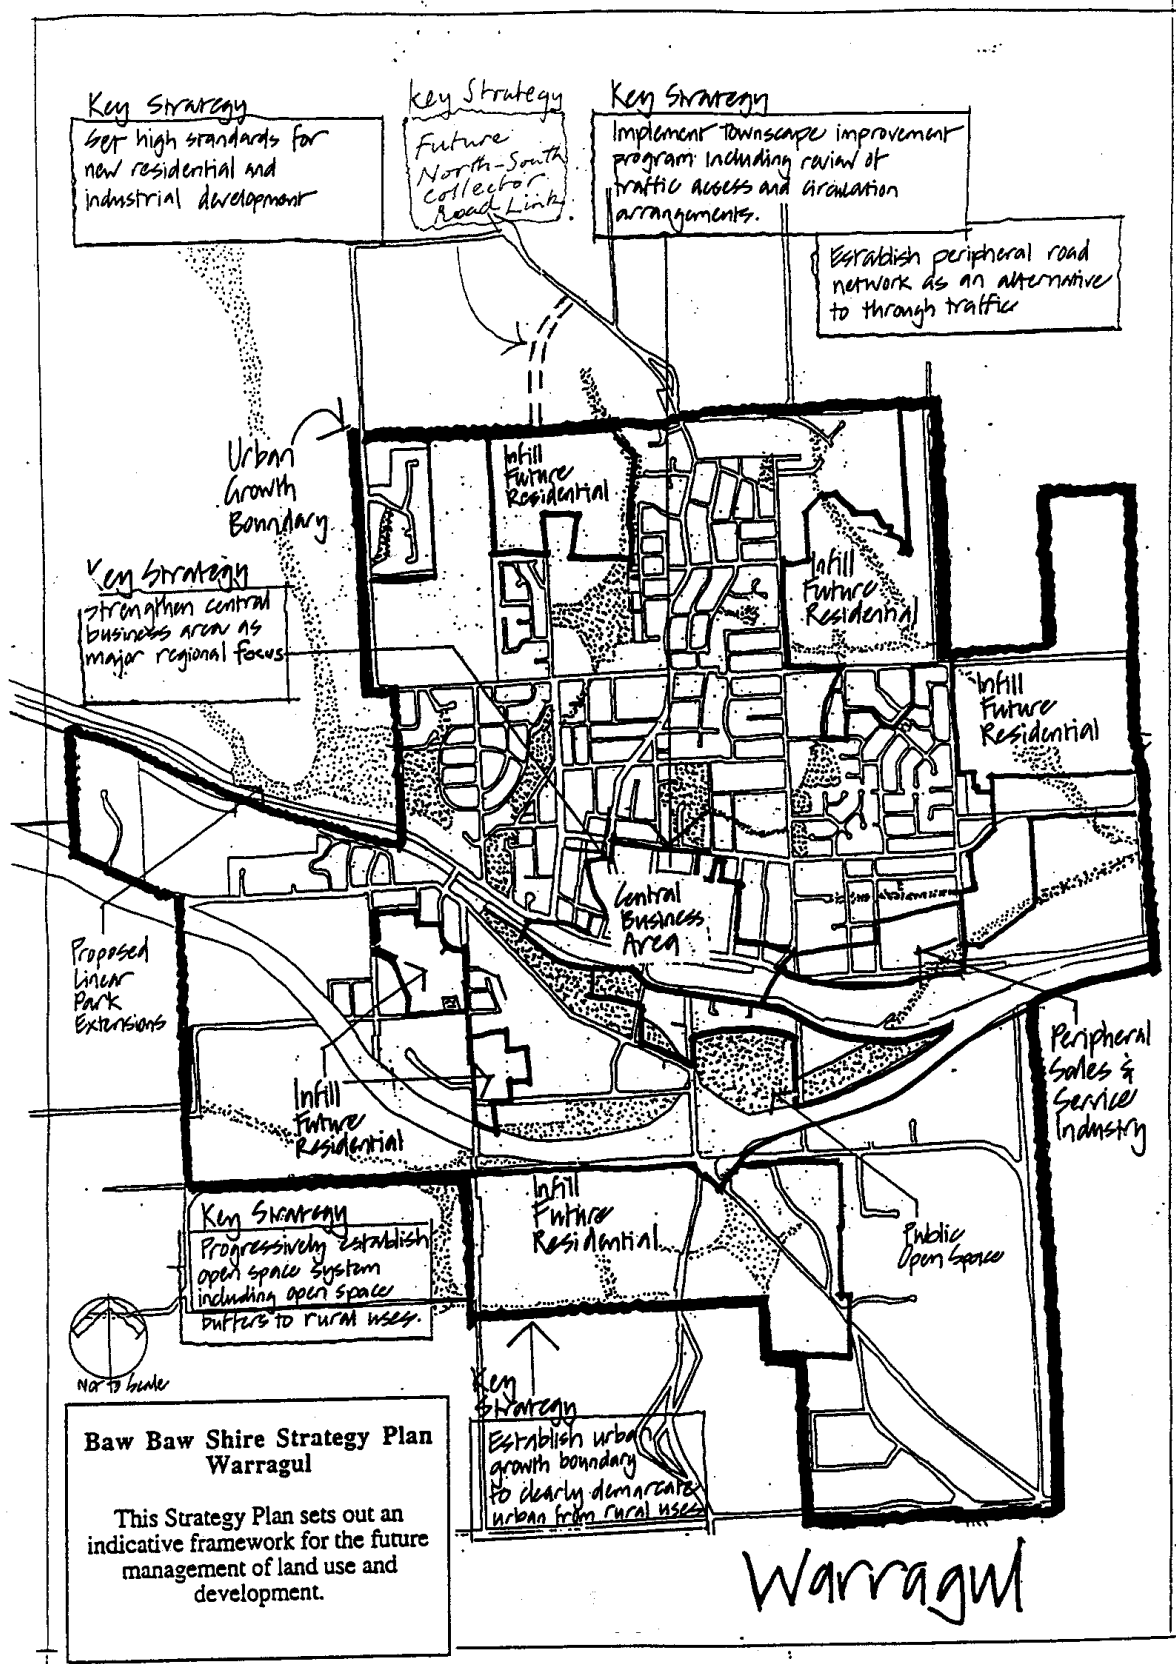 Key Strategy
Set high standards for
new residential and
industrial development
Key Strategy
Future
North-South
Collector
Road Link
Key Strategy
Implement Townscape improvement
program including review of
traffic access and circulation
arrangements.
Establish peripheral road
network as an alternative
to through traffic
Urban
Growth
Boundary
Infill
Future
Residential
Infill
Future
Residential
Key Strategy
Strengthen central
business area as
major regional focus
Infill
Future
Residential
Central
Business
Area
Proposed
Linear
Park
Extensions
Peripheral
Sales &
Service
Industry
Infill
Future
Residential
Infill
Future
Residential
Public
Open Space
Key Strategy
Progressively establish
open space system
including open space
buffers to rural uses.
Not to Scale
Key
Strategy
Establish urban
growth boundary
to clearly demarcate
urban from rural uses
Baw Baw Shire Strategy Plan
Warragul
This Strategy Plan sets out an
indicative framework for the future
management of land use and
development.
Warragul